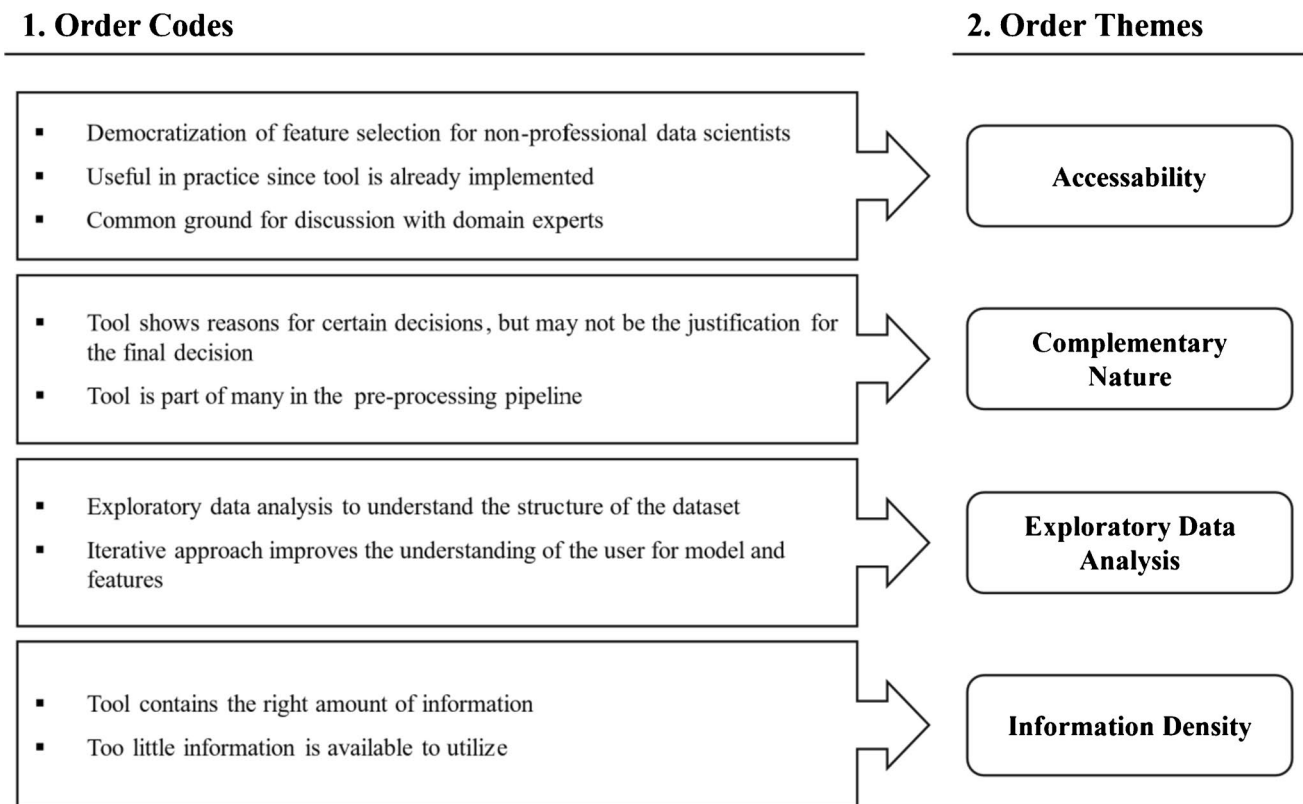 1. Order Codes
2. Order Themes
▪ Democratization of feature selection for non-professional data scientists
▪ Useful in practice since tool is already implemented
▪ Common ground for discussion with domain experts
Accessability
▪ Tool shows reasons for certain decisions, but may not be the justification for
the final decision
▪ Tool is part of many in the pre-processing pipeline
Complementary
Nature
▪ Exploratory data analysis to understand the structure of the dataset
▪ Iterative approach improves the understanding of the user for model and
features
Exploratory Data
Analysis
▪ Tool contains the right amount of information
▪ Too little information is available to utilize
Information Density